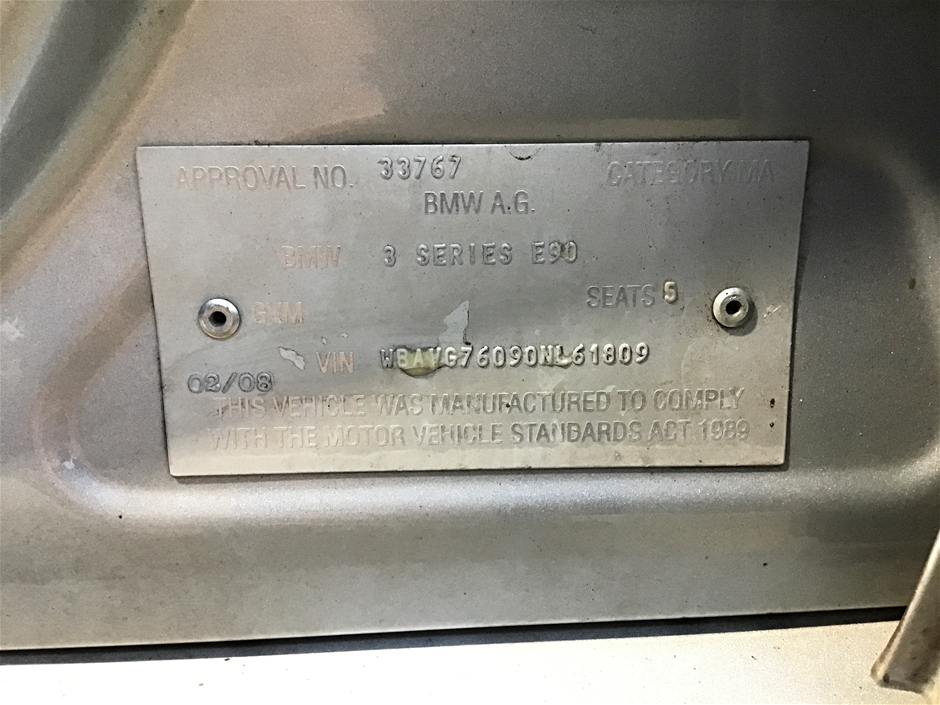 APPROVAL NO. 33767 CATEGORY MA
BMW A.G.
BMW 3 SERIES E90
SEATS 5
GVM
VIN WBAVG76090NL61809
02/08
THIS VEHICLE WAS MANUFACTURED TO COMPLY
WITH THE MOTOR VEHICLE STANDARDS ACT 1989